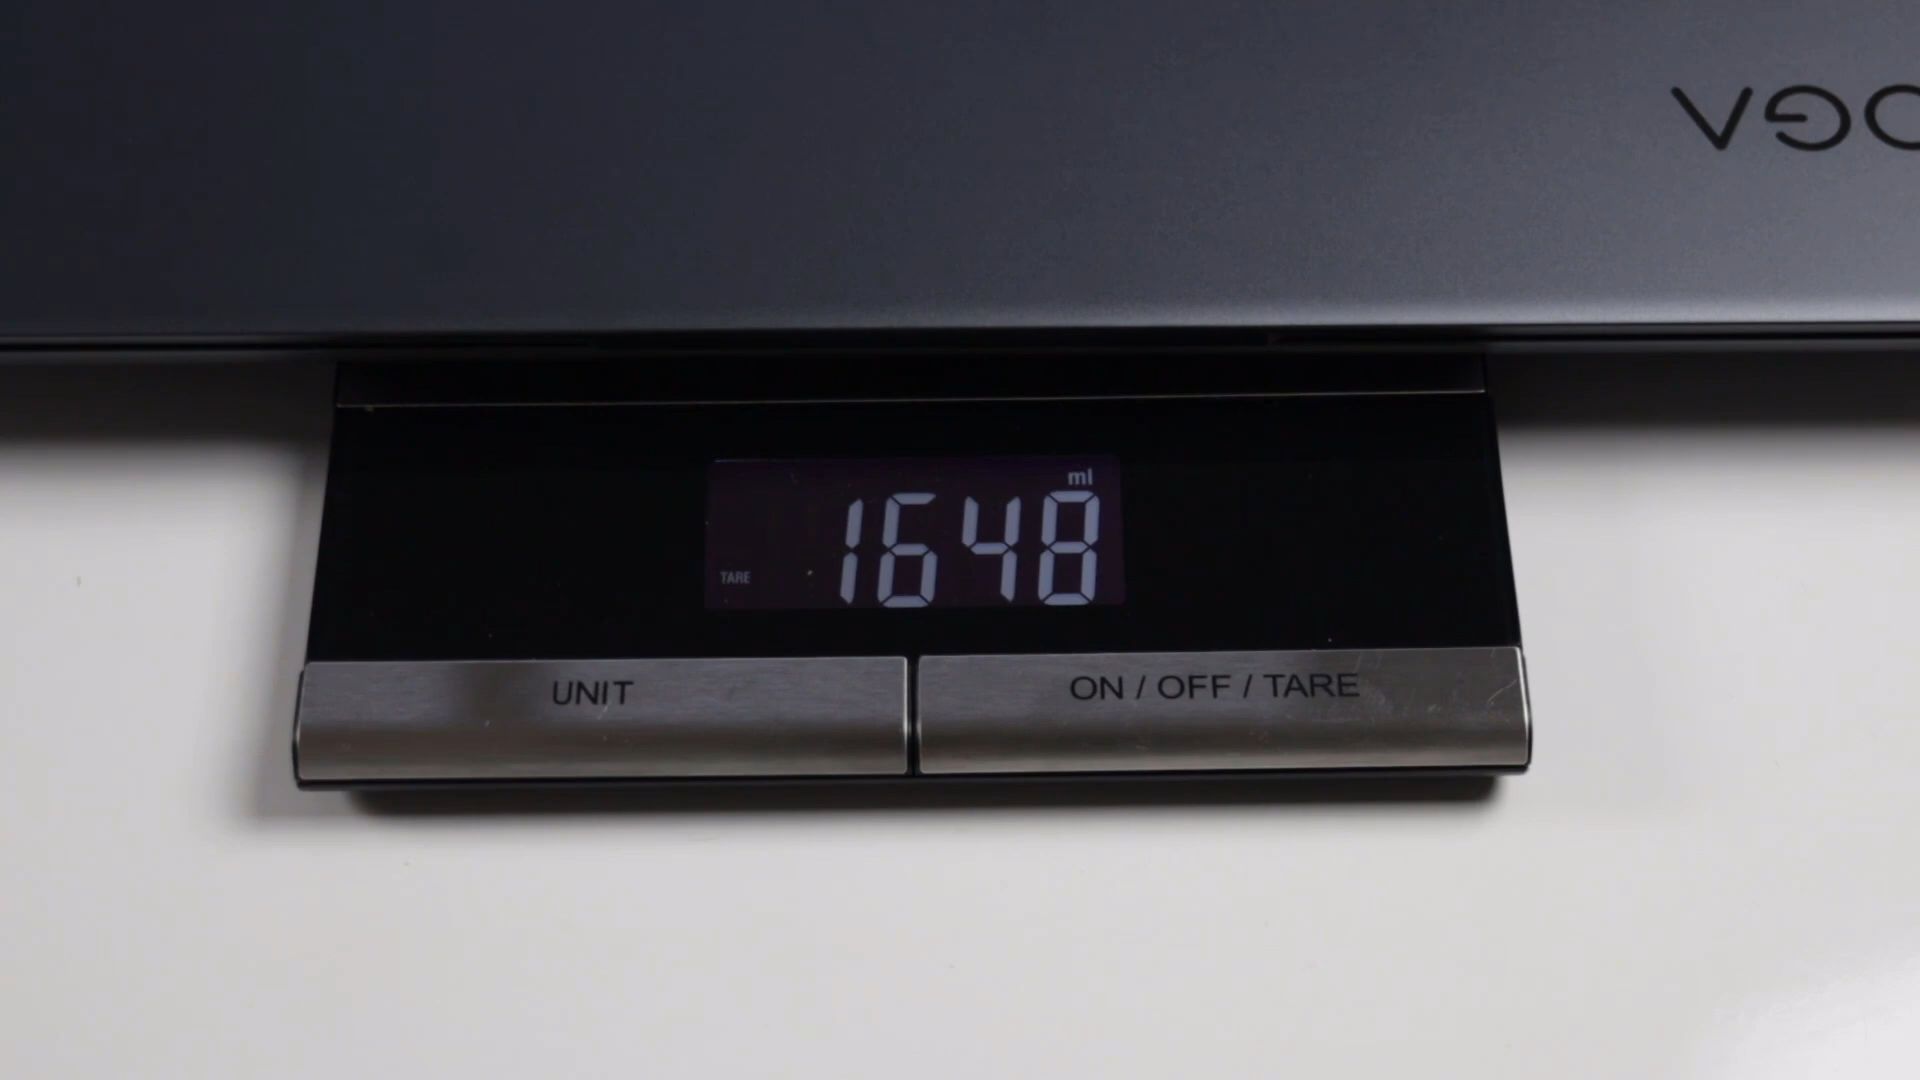 OGA
ml
1648
TARE
UNIT
ON / OFF / TARE